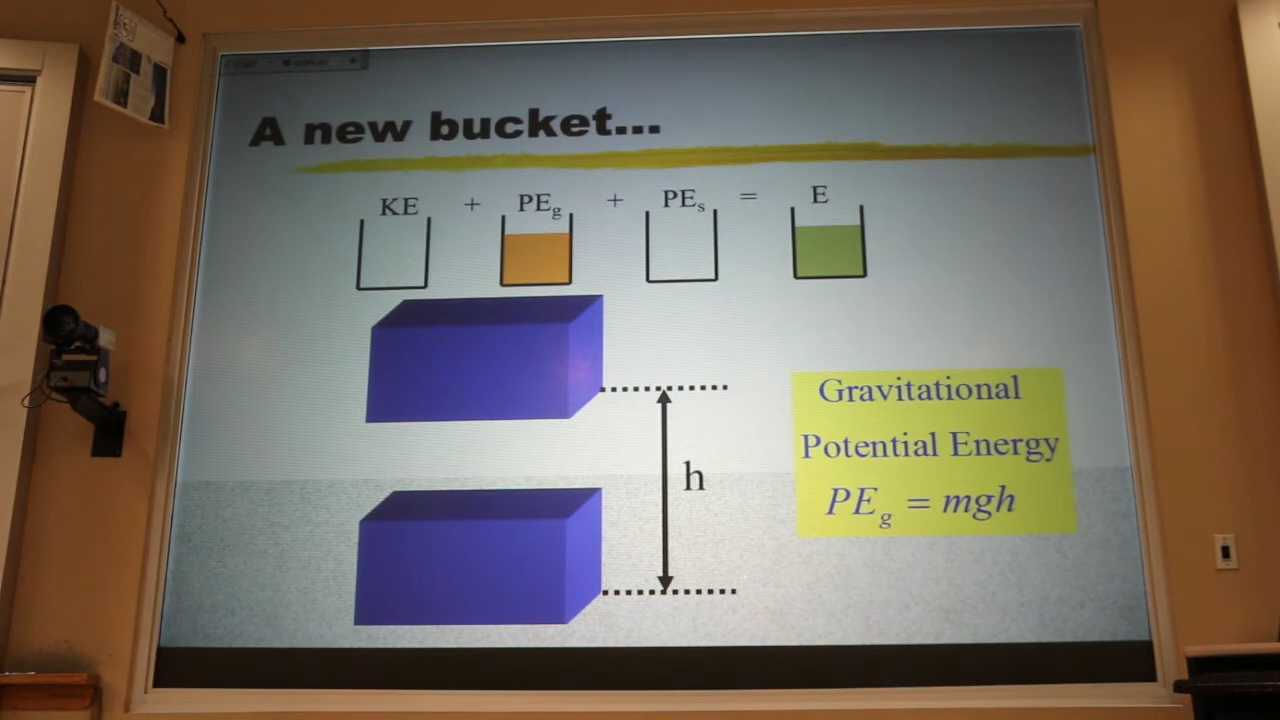 A new bucket...
KE + PEg + PEs = E
h
Gravitational
Potential Energy
PEg = mgh